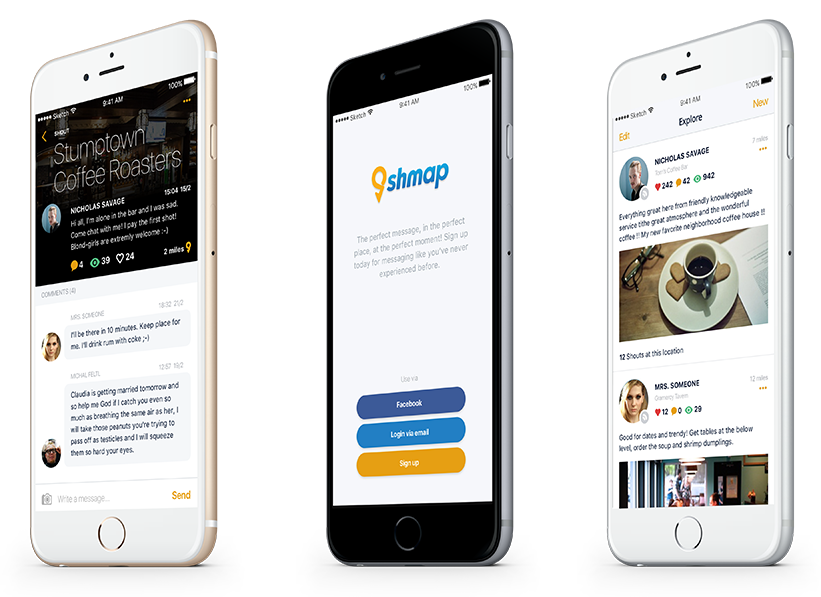 Sketch
9:41 AM
100%
SHOUT
Stumptown
Coffee Roasters
NICHOLAS SAVAGE
15:04 15/2
Hi all, I'm alone in the bar and I was sad.
Come chat with me! I pay the first shot!
Blond-girls are extremly welcome :-)
4 39 24
2 miles
COMMENTS (4)
MRS. SOMEONE
18:32 21/2
I'll be there in 10 minutes. Keep place for
me. I'll drink rum with coke ;-)
MICHAL FELTL
12:57 19/2
Claudia is getting married tomorrow and
so help me God if I catch you even so
much as breathing the same air as her, I
will take those peanuts you're trying to
pass off as testicles and I will squeeze
them so hard your eyes.
Write a message...
Send
Sketch
9:41 AM
100%
shmap
The perfect message, in the perfect
place, at the perfect moment! Sign up
today for messaging like you've never
experienced before.
Use via
Facebook
Login via email
Sign up
Sketch
9:41 AM
100%
Edit
Explore
New
NICHOLAS SAVAGE
7 miles
Joe's Coffee Bar
242 42 942
Everything great here from friendly knowledgeable
service tithe great atmosphere and the wonderful
coffee !! My new favorite neighborhood coffee house !!
12 Shouts at this location
MRS. SOMEONE
12 miles
Gramercy Tavern
12 0 29
Good for dates and trendy! Get tables at the below
level, order the soup and shrimp dumplings.